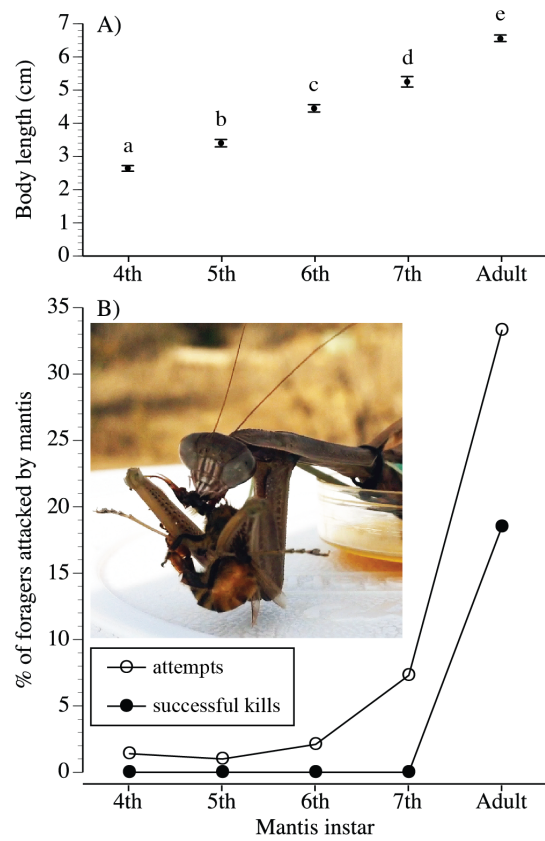 A)
Body length (cm)
7
6
5
4
3
2
1
0
a
b
c
d
e
4th 5th 6th 7th Adult
B)
% of foragers attacked by mantis
35
30
25
20
15
10
5
0
attempts
successful kills
4th 5th 6th 7th Adult
Mantis instar